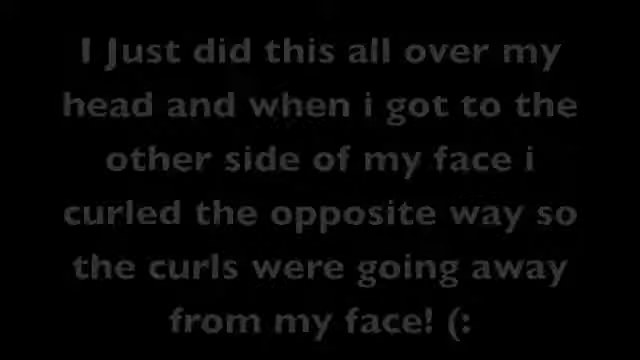 I Just did this all over my
head and when i got to the
other side of my face i
curled the opposite way so
the curls were going away
from my face! (: